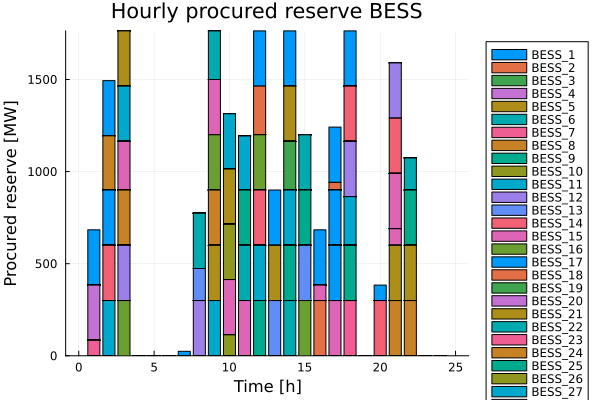 Hourly procured reserve BESS
Procured reserve [MW]
1500
1000
500
0
0 5 10 15 20 25
Time [h]
BESS_1
BESS_2
BESS_3
BESS_4
BESS_5
BESS_6
BESS_7
BESS_8
BESS_9
BESS_10
BESS_11
BESS_12
BESS_13
BESS_14
BESS_15
BESS_16
BESS_17
BESS_18
BESS_19
BESS_20
BESS_21
BESS_22
BESS_23
BESS_24
BESS_25
BESS_26
BESS_27